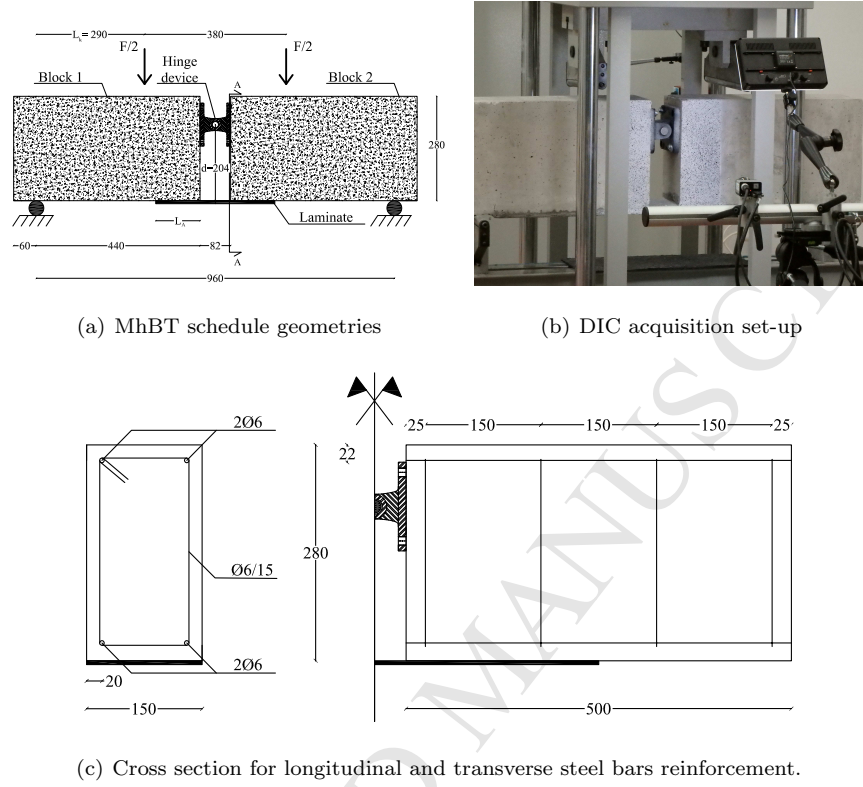 L_b = 290
380
F/2
F/2
Hinge
device
Block 1
A
Block 2
280
d=204
L_A
Laminate
60
440
82
A
960
(a) MhBT schedule geometries
(b) DIC acquisition set-up
2Ø6
25
150
150
150
25
22
280
Ø6/15
2Ø6
20
150
500
(c) Cross section for longitudinal and transverse steel bars reinforcement.
D MANUSC